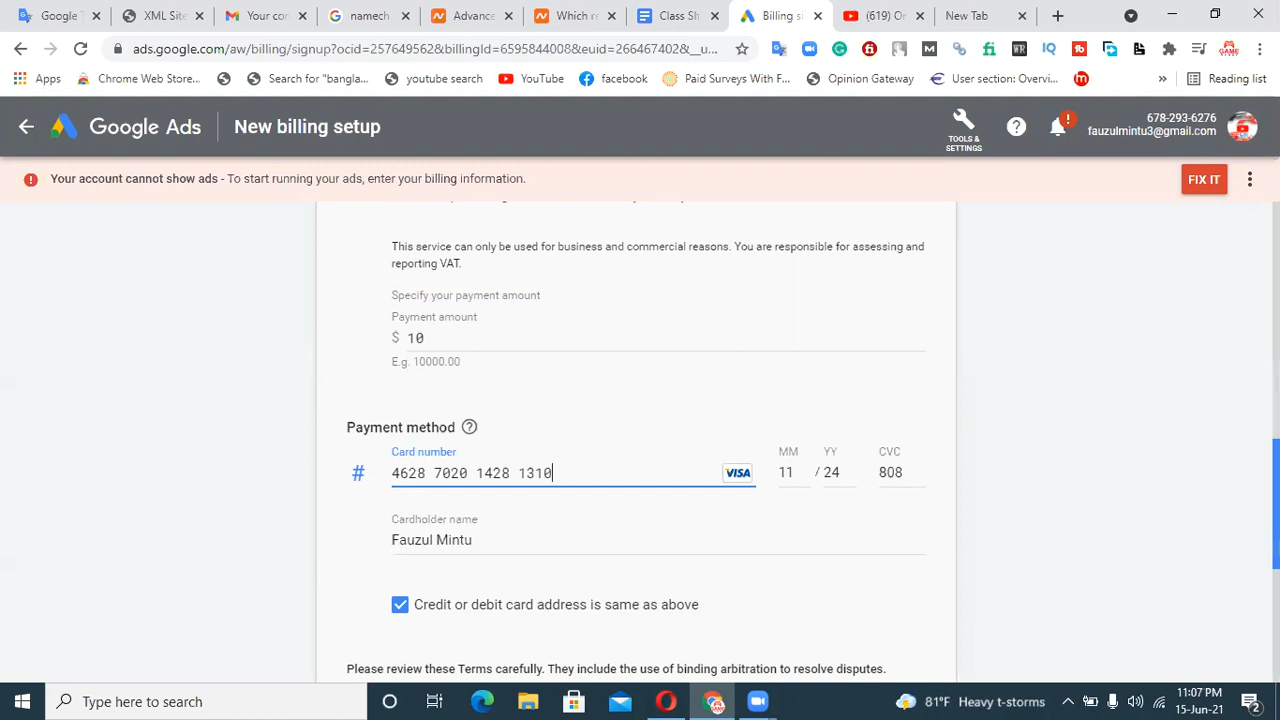 Google T
XML Site
Your con
namech
Advance
Which re
Class Sh
Billing s
(619) O
New Tab
ads.google.com/aw/billing/signup?ocid=257649562&billingId=6595844008&euid=266467402&__u...
Apps
Chrome Web Store...
Search for "bangla...
youtube search
YouTube
facebook
Paid Surveys With F...
Opinion Gateway
User section: Overvi...
»
Reading list
Google Ads
New billing setup
TOOLS &
SETTINGS
678-293-6276
fauzulmintu3@gmail.com
Your account cannot show ads - To start running your ads, enter your billing information.
FIX IT
This service can only be used for business and commercial reasons. You are responsible for assessing and
reporting VAT.
Specify your payment amount
Payment amount
$ 10
E.g. 10000.00
Payment method
Card number
MM
YY
CVC
# [card number redacted]
VISA
[expiry redacted]
[CVC redacted]
Cardholder name
Fauzul Mintu
Credit or debit card address is same as above
Please review these Terms carefully. They include the use of binding arbitration to resolve disputes.
Type here to search
81°F Heavy t-storms
11:07 PM
15-Jun-21
2